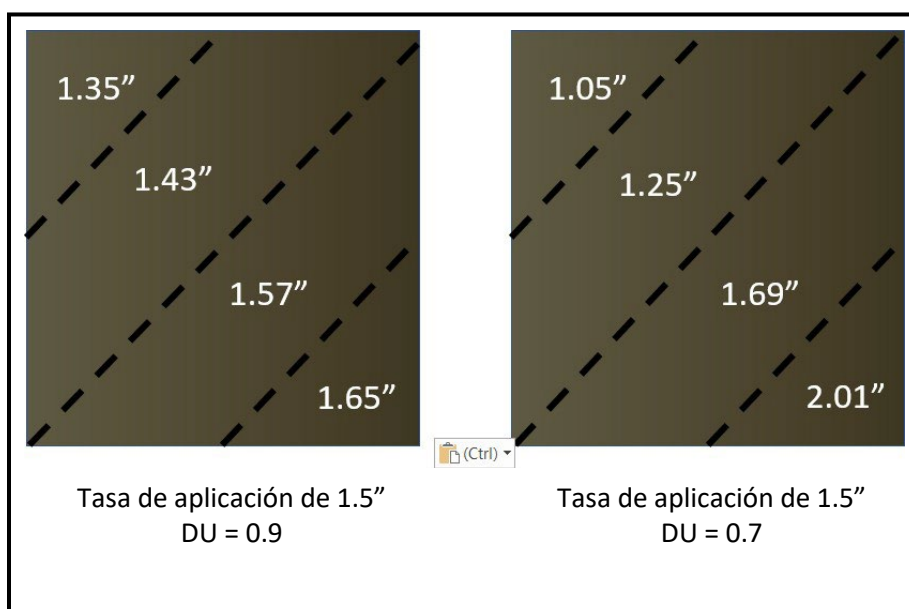 1.35”
1.43”
1.57”
1.65”
1.05”
1.25”
1.69”
2.01”
(Ctrl)
Tasa de aplicación de 1.5”
DU = 0.9
Tasa de aplicación de 1.5”
DU = 0.7